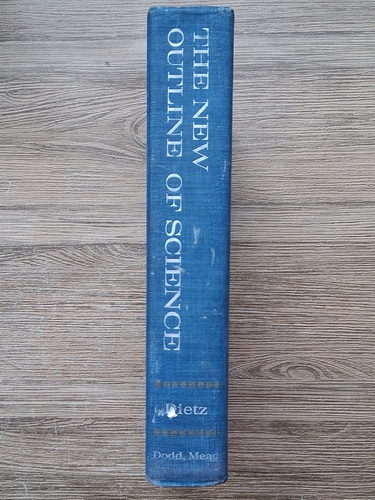 THE NEW
OUTLINE OF SCIENCE
Dietz
Dodd, Mead